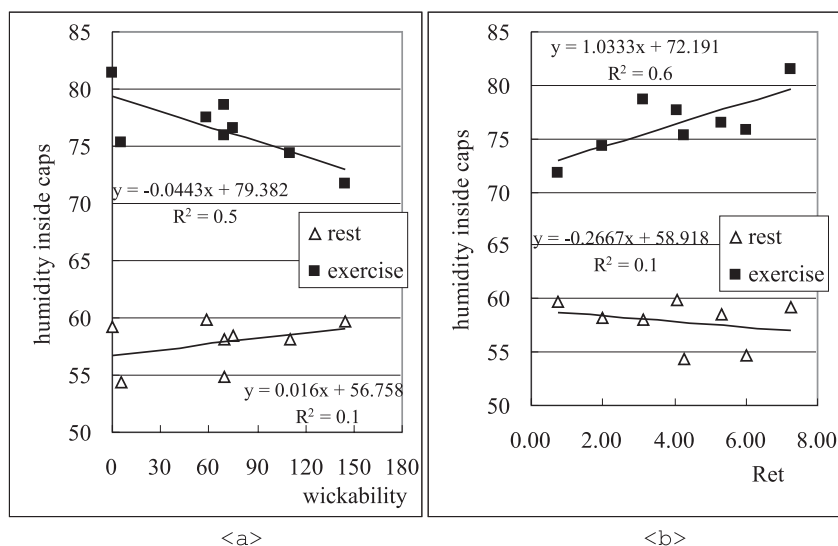 85
80
75
70
65
60
55
50
humidity inside caps
y = -0.0443x + 79.382
R² = 0.5
△ rest
■ exercise
y = 0.016x + 56.758
R² = 0.1
0 30 60 90 120 150 180
wickability
<a>
85
80
75
70
65
60
55
50
humidity inside caps
y = 1.0333x + 72.191
R² = 0.6
y = -0.2667x + 58.918
R² = 0.1
△ rest
■ exercise
0.00 2.00 4.00 6.00 8.00
Ret
<b>